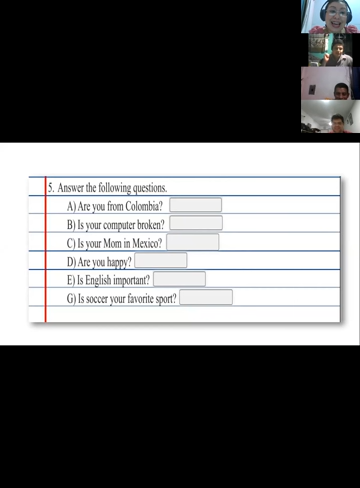 5. Answer the following questions.
A) Are you from Colombia?
B) Is your computer broken?
C) Is your Mom in Mexico?
D) Are you happy?
E) Is English important?
G) Is soccer your favorite sport?